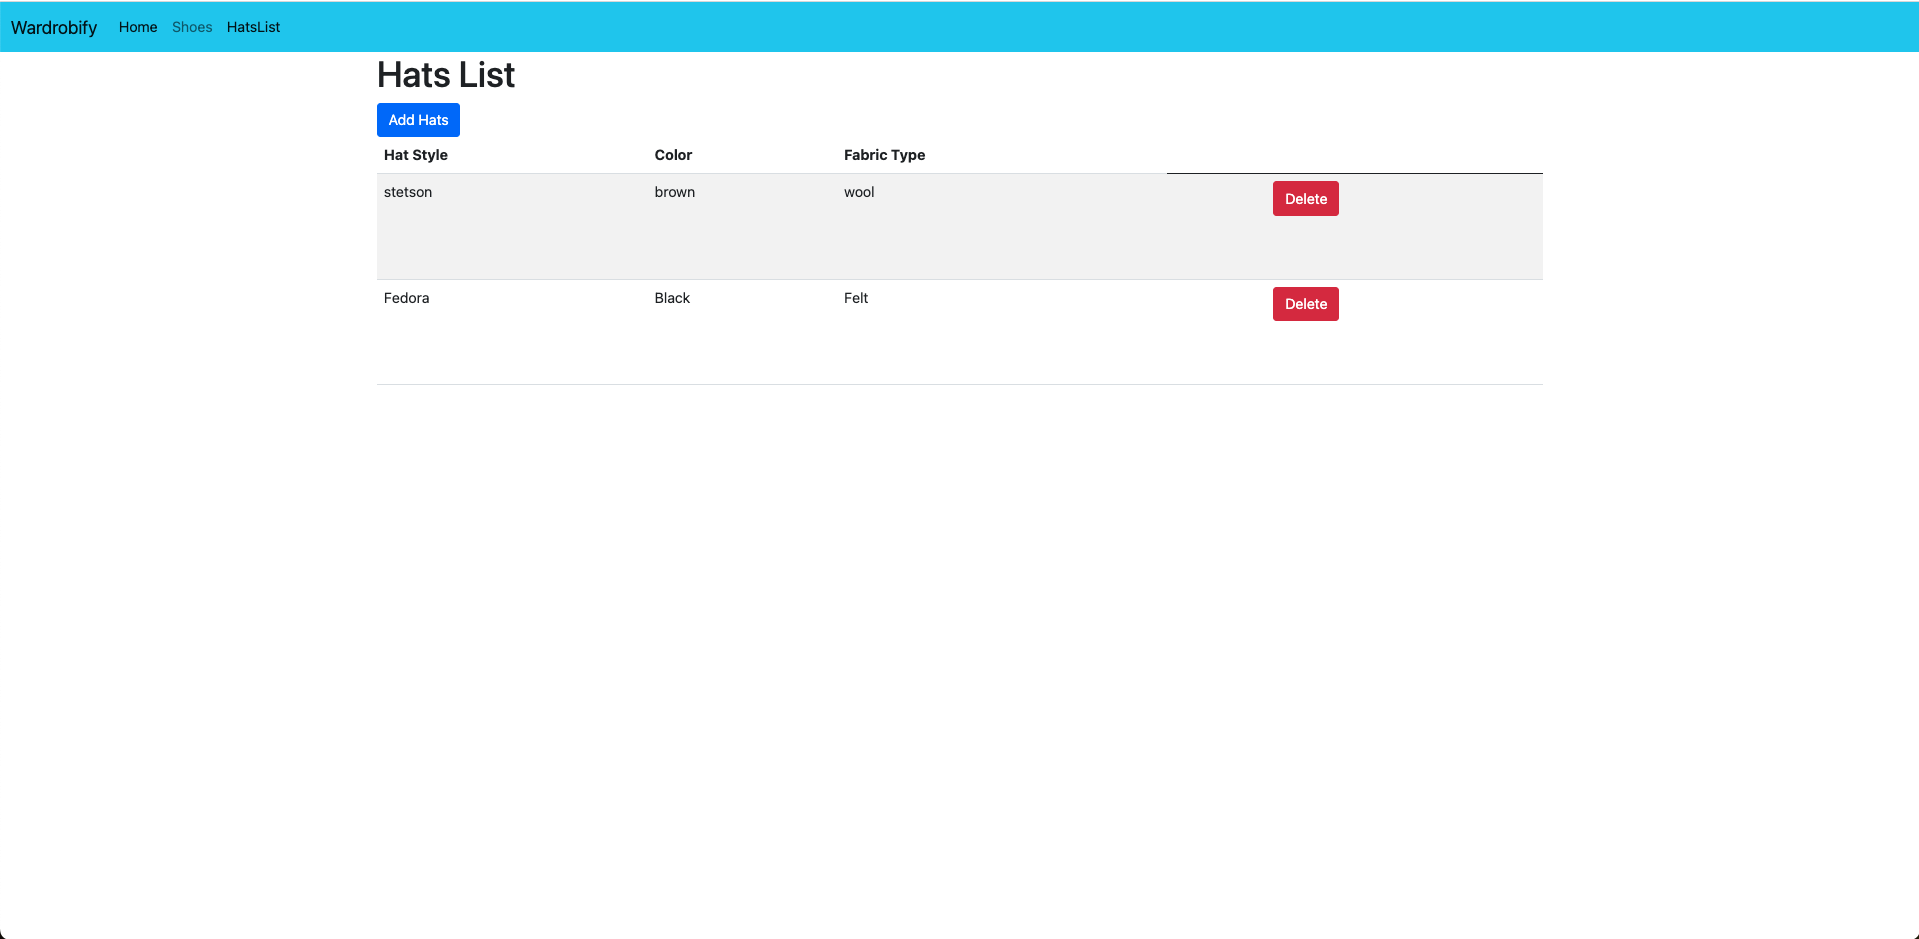 Wardrobify Home Shoes HatsList
Hats List
Add Hats
Hat Style Color Fabric Type
stetson brown wool Delete
Fedora Black Felt Delete